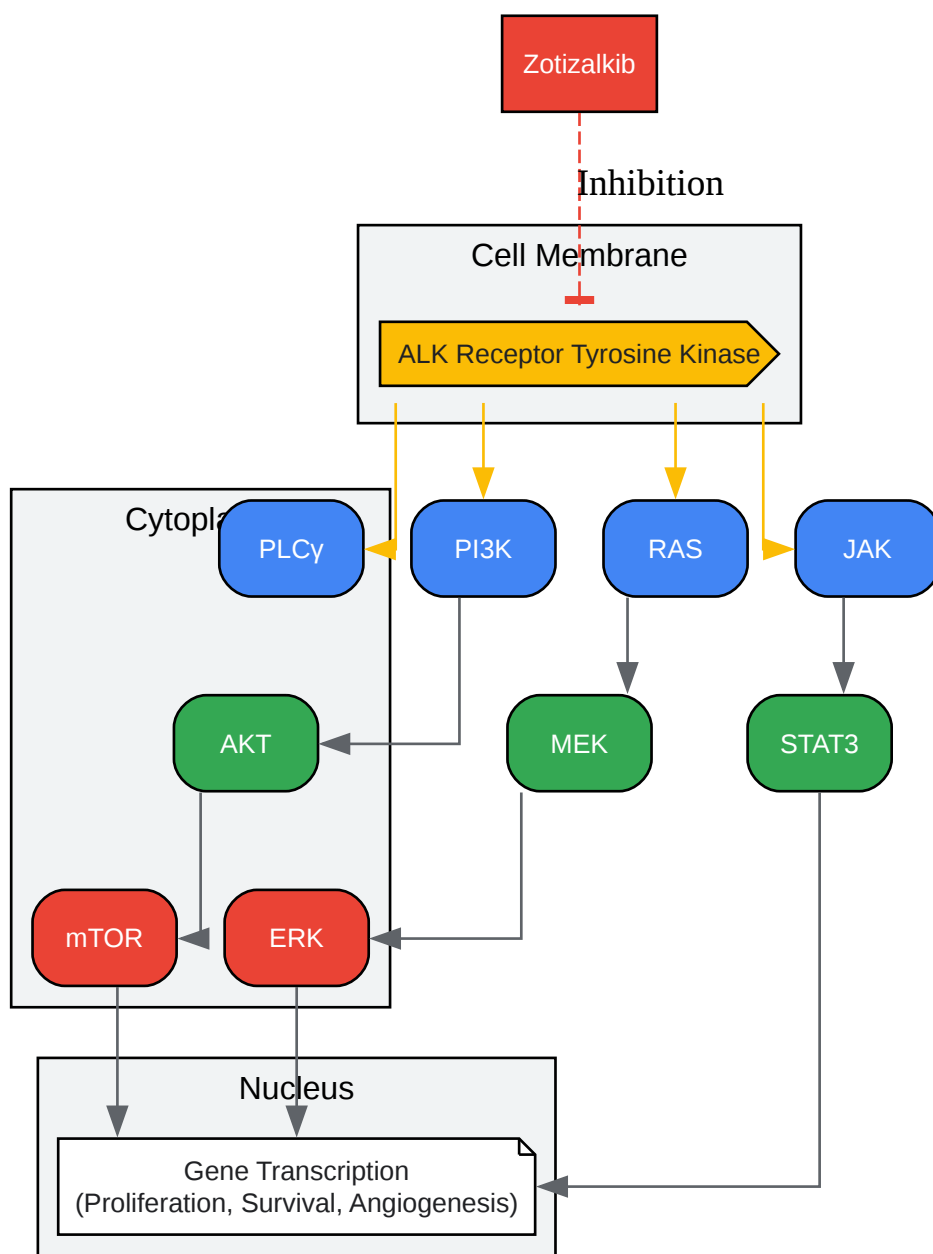 Zotizalkib
Inhibition
Cell Membrane
ALK Receptor Tyrosine Kinase
PLCγ
PI3K
RAS
JAK
AKT
MEK
STAT3
mTOR
ERK
Nucleus
Gene Transcription
(Proliferation, Survival, Angiogenesis)